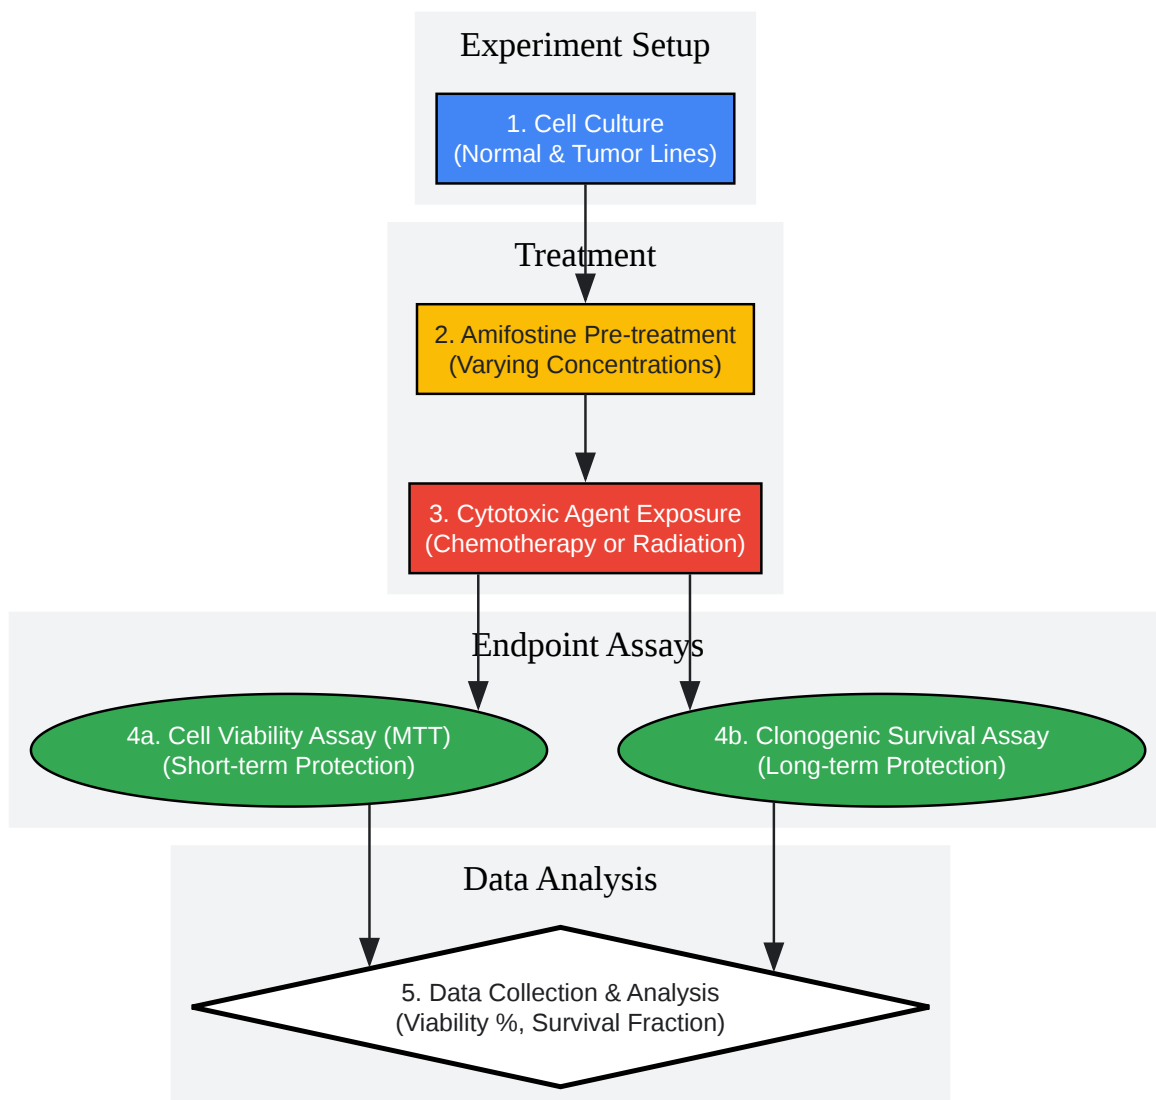 Experiment Setup
1. Cell Culture
(Normal & Tumor Lines)
Treatment
2. Amifostine Pre-treatment
(Varying Concentrations)
3. Cytotoxic Agent Exposure
(Chemotherapy or Radiation)
Endpoint Assays
4a. Cell Viability Assay (MTT)
(Short-term Protection)
4b. Clonogenic Survival Assay
(Long-term Protection)
Data Analysis
5. Data Collection & Analysis
(Viability %, Survival Fraction)